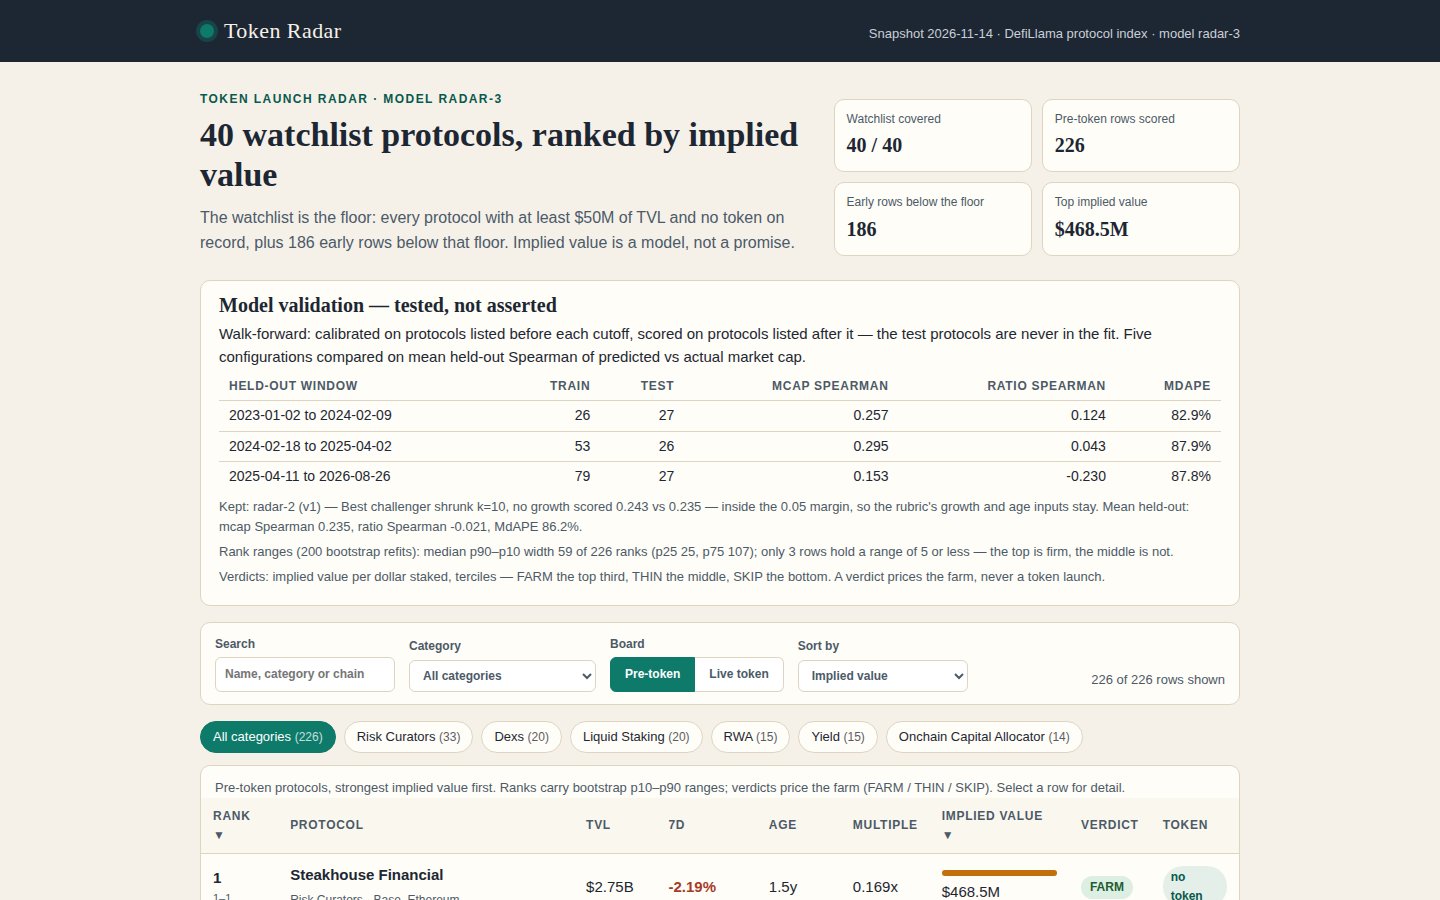 Token Radar
Snapshot 2026-11-14 · DefiLlama protocol index · model radar-3
TOKEN LAUNCH RADAR · MODEL RADAR-3
40 watchlist protocols, ranked by implied
value
The watchlist is the floor: every protocol with at least $50M of TVL and no token on
record, plus 186 early rows below that floor. Implied value is a model, not a promise.
Watchlist covered
40 / 40
Pre-token rows scored
226
Early rows below the floor
186
Top implied value
$468.5M
Model validation — tested, not asserted
Walk-forward: calibrated on protocols listed before each cutoff, scored on protocols listed after it — the test protocols are never in the fit. Five
configurations compared on mean held-out Spearman of predicted vs actual market cap.
HELD-OUT WINDOW TRAIN TEST MCAP SPEARMAN RATIO SPEARMAN MDAPE
2023-01-02 to 2024-02-09 26 27 0.257 0.124 82.9%
2024-02-18 to 2025-04-02 53 26 0.295 0.043 87.9%
2025-04-11 to 2026-08-26 79 27 0.153 -0.230 87.8%
Kept: radar-2 (v1) — Best challenger shrunk k=10, no growth scored 0.243 vs 0.235 — inside the 0.05 margin, so the rubric's growth and age inputs stay. Mean held-out:
mcap Spearman 0.235, ratio Spearman -0.021, MdAPE 86.2%.
Rank ranges (200 bootstrap refits): median p90–p10 width 59 of 226 ranks (p25 25, p75 107); only 3 rows hold a range of 5 or less — the top is firm, the middle is not.
Verdicts: implied value per dollar staked, terciles — FARM the top third, THIN the middle, SKIP the bottom. A verdict prices the farm, never a token launch.
Search
Name, category or chain
Category
All categories
Board
Pre-token Live token
Sort by
Implied value
226 of 226 rows shown
All categories (226) Risk Curators (33) Dexs (20) Liquid Staking (20) RWA (15) Yield (15) Onchain Capital Allocator (14)
Pre-token protocols, strongest implied value first. Ranks carry bootstrap p10–p90 ranges; verdicts price the farm (FARM / THIN / SKIP). Select a row for detail.
RANK ▼ PROTOCOL TVL 7D AGE MULTIPLE IMPLIED VALUE ▼ VERDICT TOKEN
1 Steakhouse Financial $2.75B -2.19% 1.5y 0.169x $468.5M FARM no token
1–1 Risk Curators · Base, Ethereum